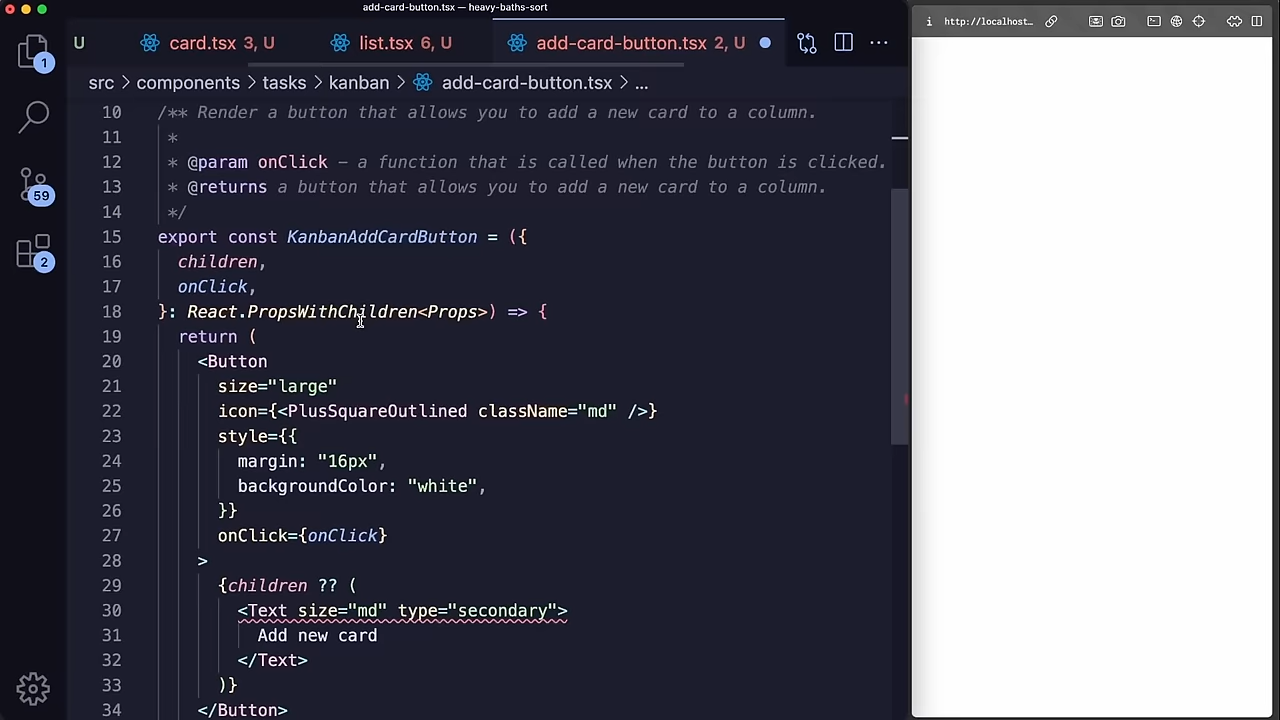 add-card-button.tsx — heavy-baths-sort
http://localhost...
U card.tsx 3, U list.tsx 6, U add-card-button.tsx 2, U
1
src > components > tasks > kanban > add-card-button.tsx > ...
10 /** Render a button that allows you to add a new card to a column.
11 *
12 * @param onClick – a function that is called when the button is clicked.
13 * @returns a button that allows you to add a new card to a column.
14 */
59
15 export const KanbanAddCardButton = ({
16 children,
2
17 onClick,
18 }: React.PropsWithChildren<Props>) => {
19 return (
20 <Button
21 size="large"
22 icon={<PlusSquareOutlined className="md" />}
23 style={{
24 margin: "16px",
25 backgroundColor: "white",
26 }}
27 onClick={onClick}
28 >
29 {children ?? (
30 <Text size="md" type="secondary">
31 Add new card
32 </Text>
33 )}
34 </Button>